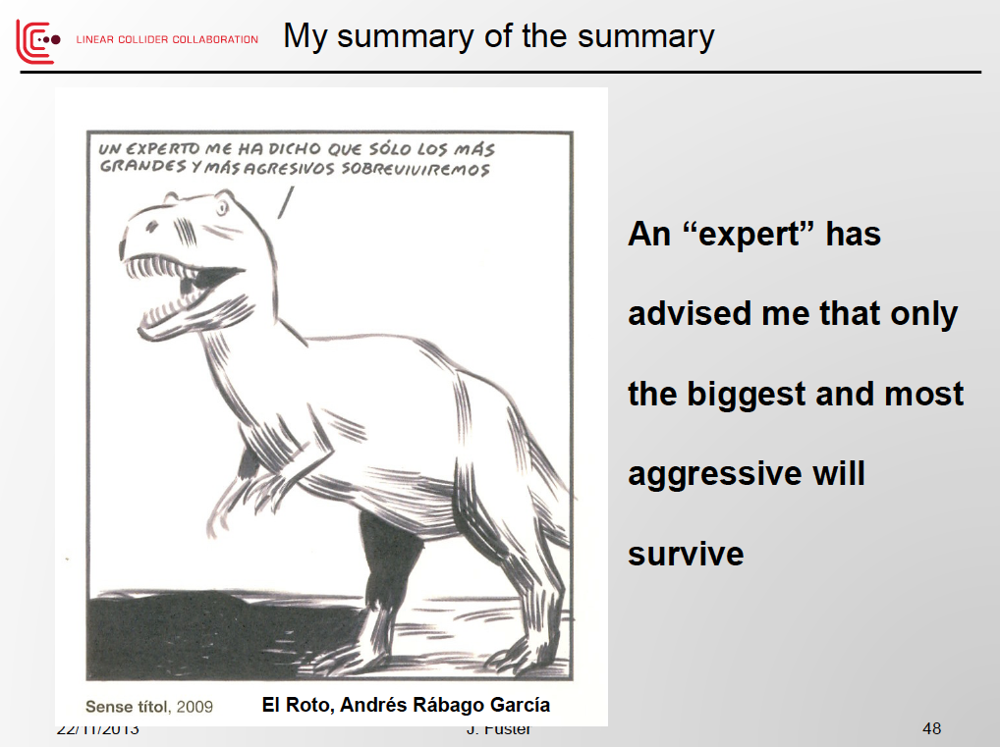 LINEAR COLLIDER COLLABORATION
My summary of the summary
UN EXPERTO ME HA DICHO QUE SÓLO LOS MÁS
GRANDES Y MÁS AGRESIVOS SOBREVIVIREMOS
An “expert” has
advised me that only
the biggest and most
aggressive will
survive
Sense títol, 2009
El Roto, Andrés Rábago García
22/11/2013
J. Fuster
48